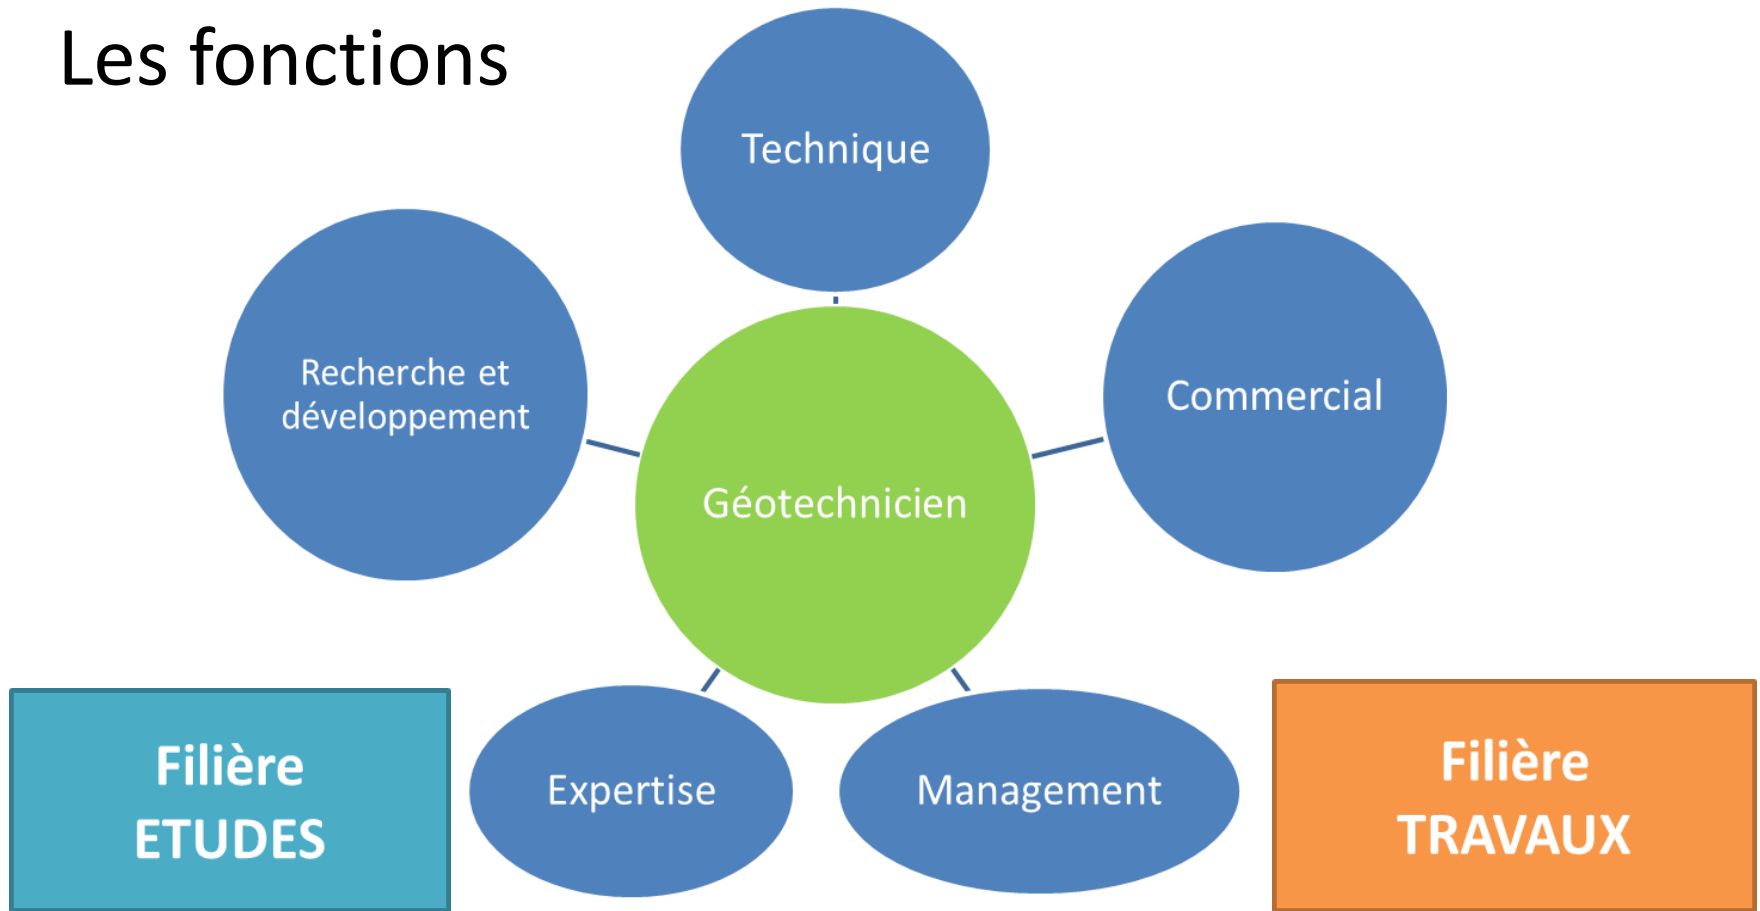 Les fonctions
Technique
Recherche et
développement
Commercial
Géotechnicien
Expertise
Management
Filière
ETUDES
Filière
TRAVAUX